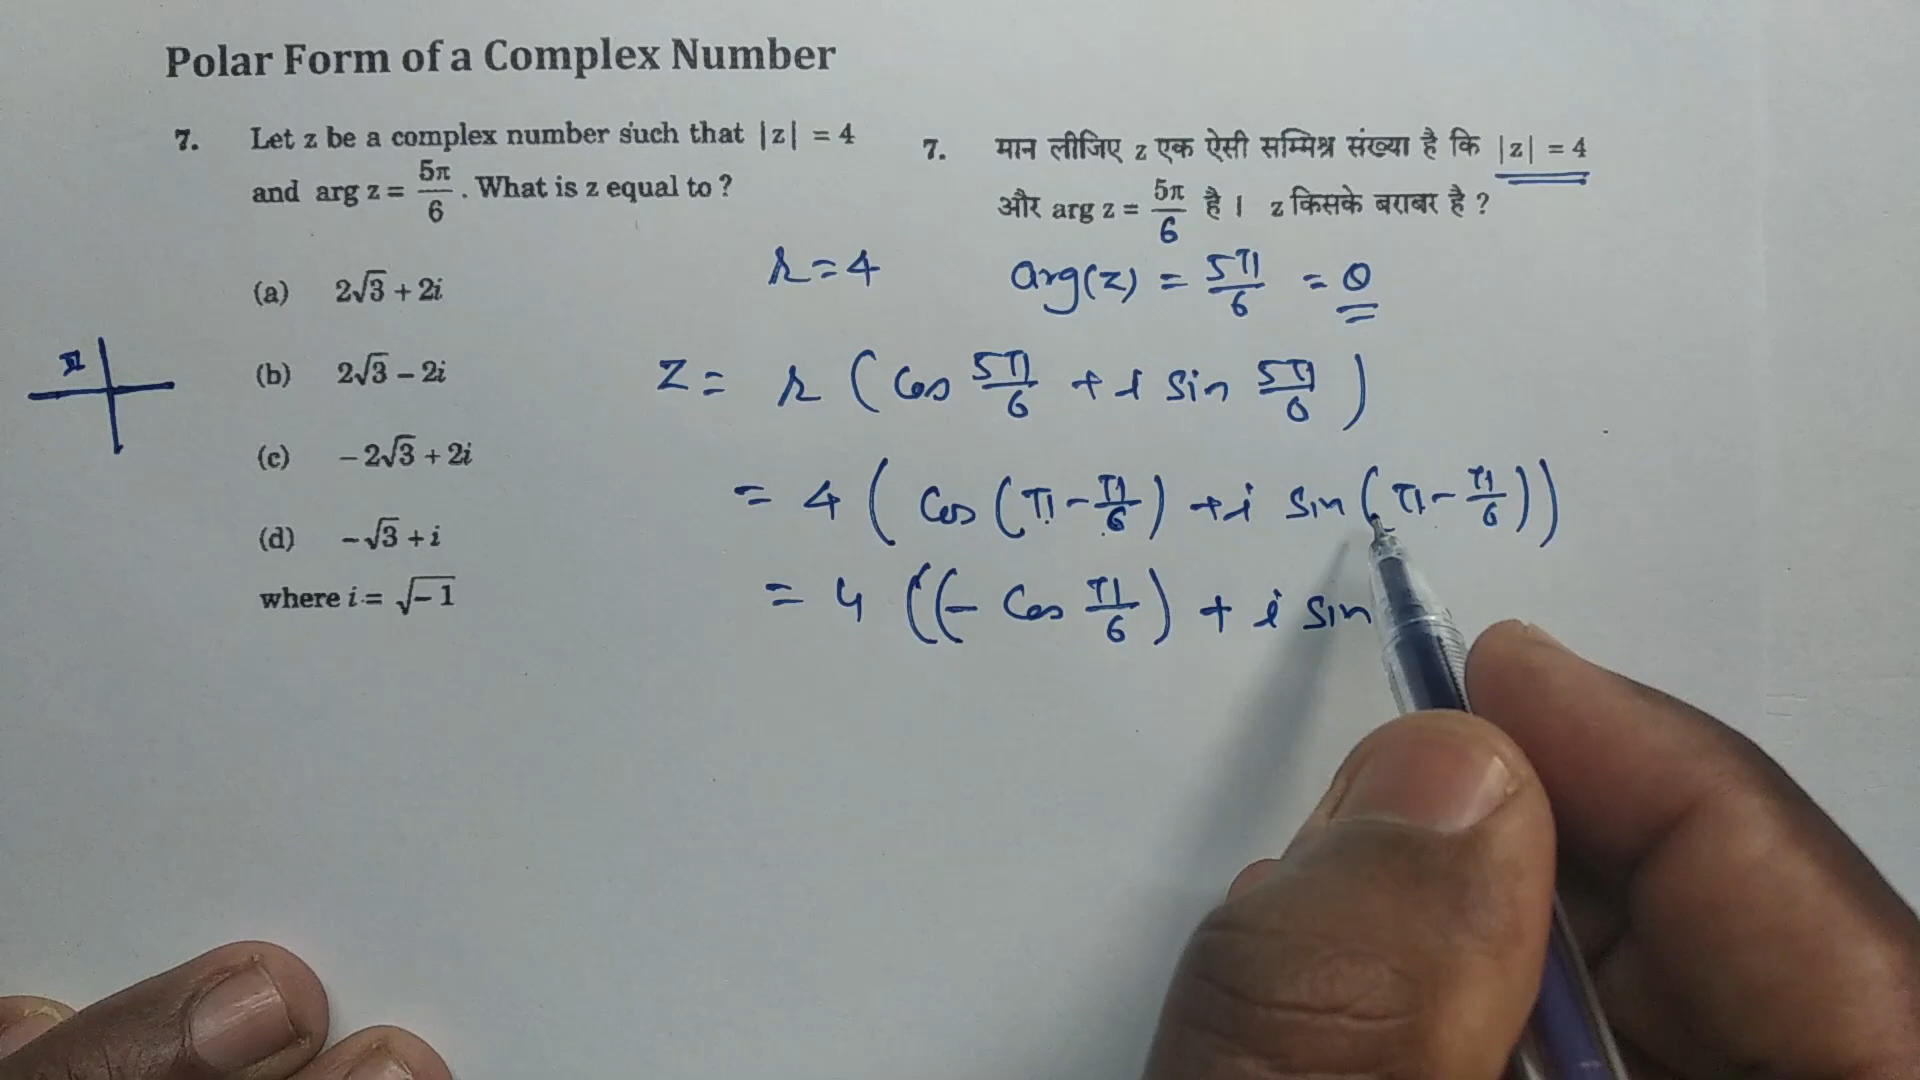 Polar Form of a Complex Number
7. Let z be a complex number such that |z| = 4
and arg z = 5π/6 . What is z equal to ?
(a) 2√3 + 2i
(b) 2√3 – 2i
(c) – 2√3 + 2i
(d) –√3 + i
where i = √–1
7. मान लीजिए z एक ऐसी सम्मिश्र संख्या है कि |z| = 4
और arg z = 5π/6 है । z किसके बराबर है ?
r = 4
arg(z) = 5π/6 = θ
II
z = r (cos 5π/6 + i sin 5π/6)
= 4 ( cos (π – π/6) + i sin (π – π/6))
= 4 ((– cos π/6) + i sin